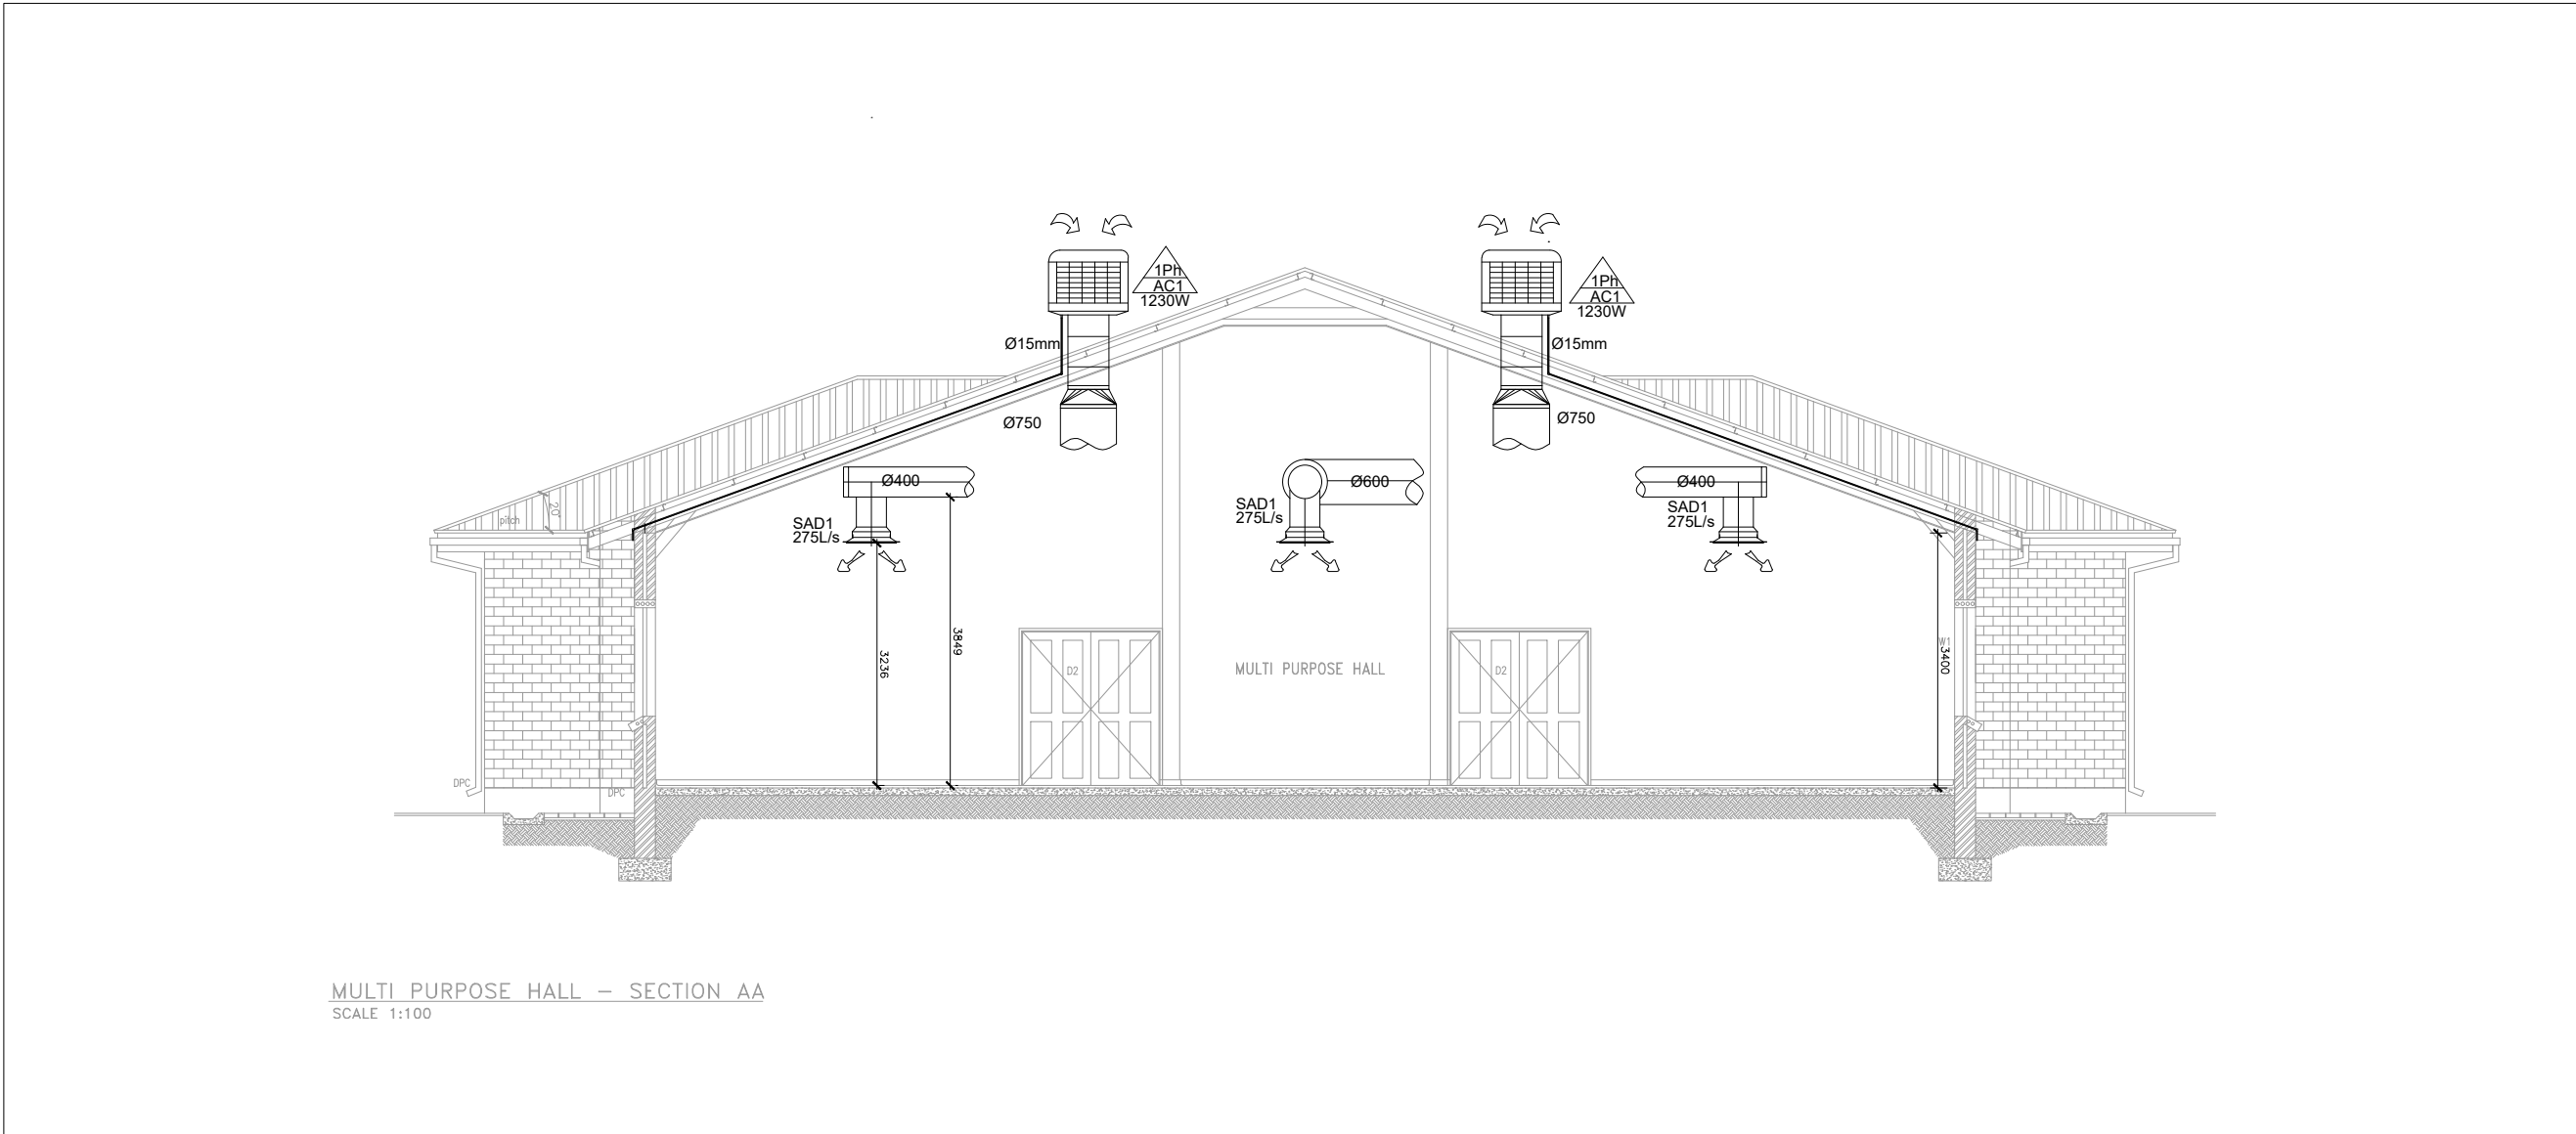 1Ph
AC1
1230W
1Ph
AC1
1230W
Ø15mm
Ø15mm
Ø750
Ø750
Ø400
Ø600
Ø400
SAD1
275L/s
SAD1
275L/s
SAD1
275L/s
pitch
20°
3236
3849
W1
3400
D2
MULTI PURPOSE HALL
D2
DPC
DPC
MULTI PURPOSE HALL – SECTION AA
SCALE 1:100